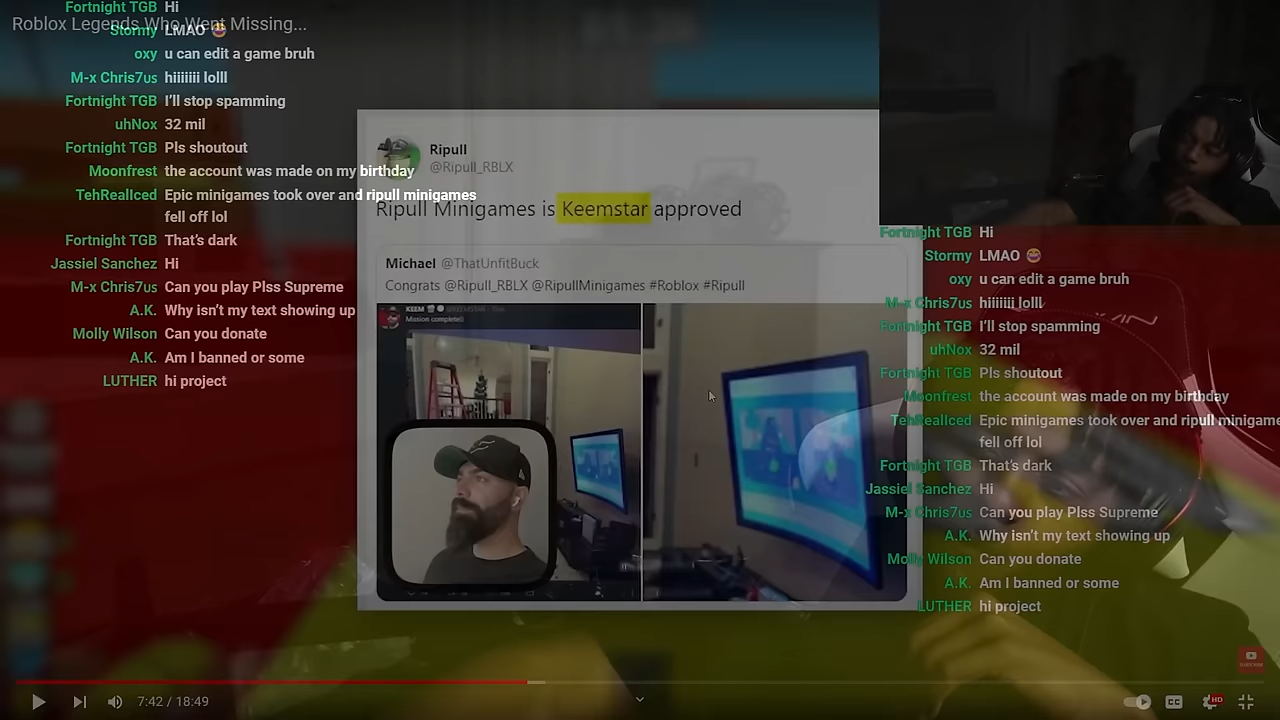 Roblox Legends Who Went Missing...
Fortnight TGB Hi
Stormy LMAO 😆
oxy u can edit a game bruh
M-x Chris7us hiiiiiii lolll
Fortnight TGB I'll stop spamming
uhNox 32 mil
Fortnight TGB Pls shoutout
Moonfrest the account was made on my birthday
TehRealIced Epic minigames took over and ripull minigames
fell off lol
Fortnight TGB That's dark
Jassiel Sanchez Hi
M-x Chris7us Can you play Plss Supreme
A.K. Why isn't my text showing up
Molly Wilson Can you donate
A.K. Am I banned or some
LUTHER hi project
Ripull
@Ripull_RBLX
Ripull Minigames is Keemstar approved
Michael @ThatUnfitBuck
Congrats @Ripull_RBLX @RipullMinigames #Roblox #Ripull
KEEM
Mission completed!
Fortnight TGB Hi
Stormy LMAO 😆
oxy u can edit a game bruh
M-x Chris7us hiiiiiii lolll
Fortnight TGB I'll stop spamming
uhNox 32 mil
Fortnight TGB Pls shoutout
Moonfrest the account was made on my birthday
TehRealIced Epic minigames took over and ripull minigame
fell off lol
Fortnight TGB That's dark
Jassiel Sanchez Hi
M-x Chris7us Can you play Plss Supreme
A.K. Why isn't my text showing up
Molly Wilson Can you donate
A.K. Am I banned or some
LUTHER hi project
SUBSCRIBE
7:42 / 18:49
CC
HD